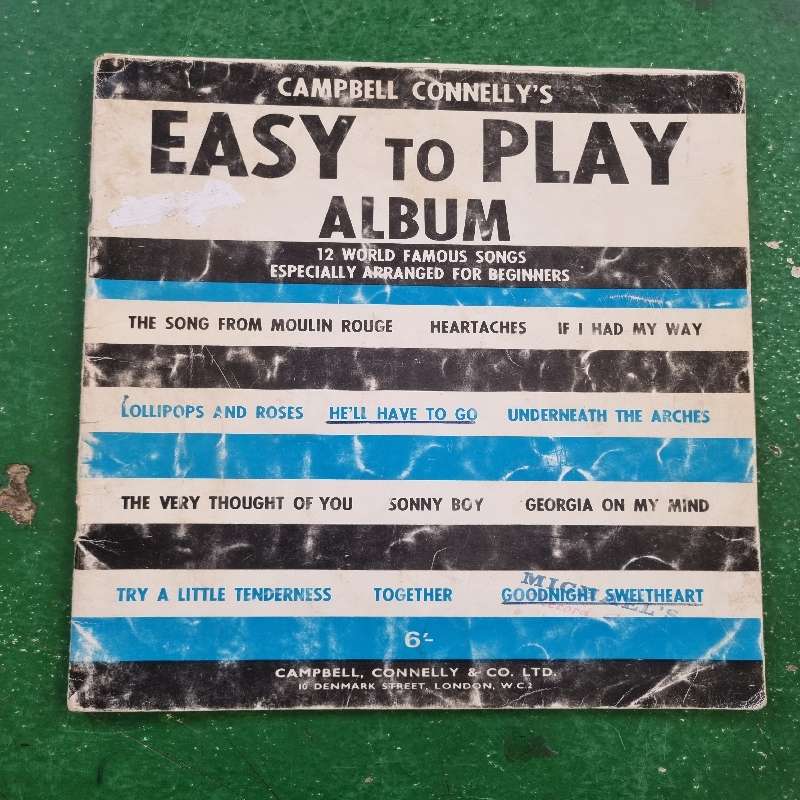 CAMPBELL CONNELLY'S
EASY TO PLAY
ALBUM
12 WORLD FAMOUS SONGS
ESPECIALLY ARRANGED FOR BEGINNERS
THE SONG FROM MOULIN ROUGE HEARTACHES IF I HAD MY WAY
LOLLIPOPS AND ROSES HE'LL HAVE TO GO UNDERNEATH THE ARCHES
THE VERY THOUGHT OF YOU SONNY BOY GEORGIA ON MY MIND
MICHAEL'S
TRY A LITTLE TENDERNESS TOGETHER GOODNIGHT SWEETHEART
6/-
CAMPBELL, CONNELLY & CO. LTD.
10 DENMARK STREET, LONDON, W.C.2